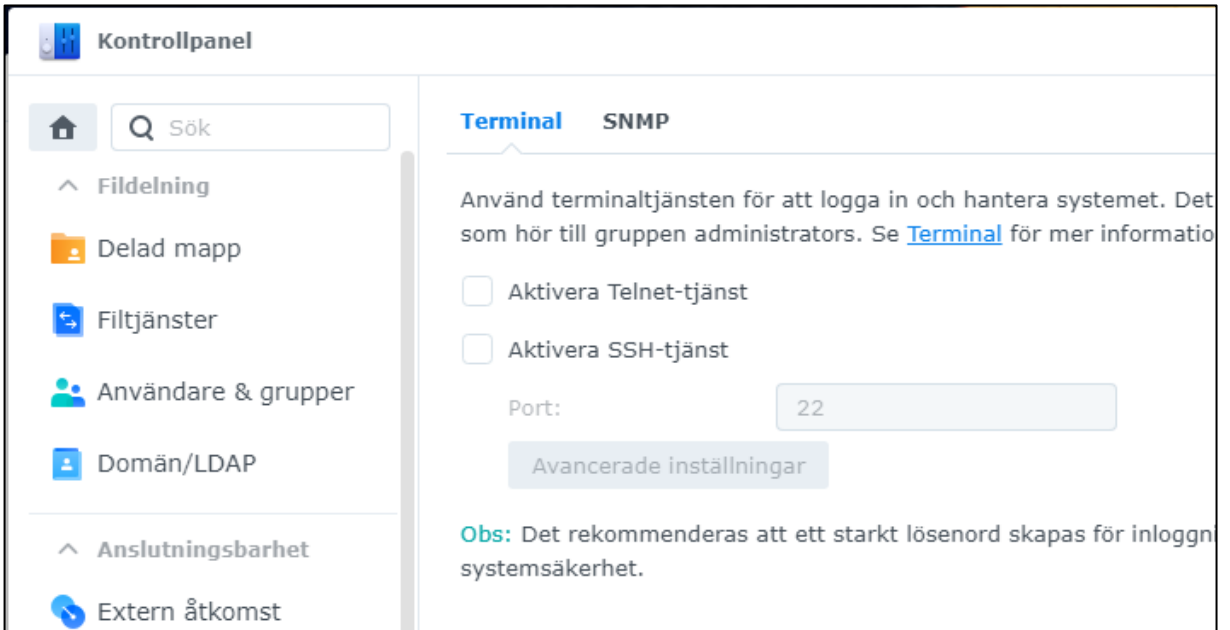 Kontrollpanel
Sök
Fildelning
Delad mapp
Filtjänster
Användare & grupper
Domän/LDAP
Anslutningsbarhet
Extern åtkomst
Terminal
SNMP
Använd terminaltjänsten för att logga in och hantera systemet. Det
som hör till gruppen administrators. Se Terminal för mer informatio
Aktivera Telnet-tjänst
Aktivera SSH-tjänst
Port: 22
Avancerade inställningar
Obs: Det rekommenderas att ett starkt lösenord skapas för inloggni
systemsäkerhet.